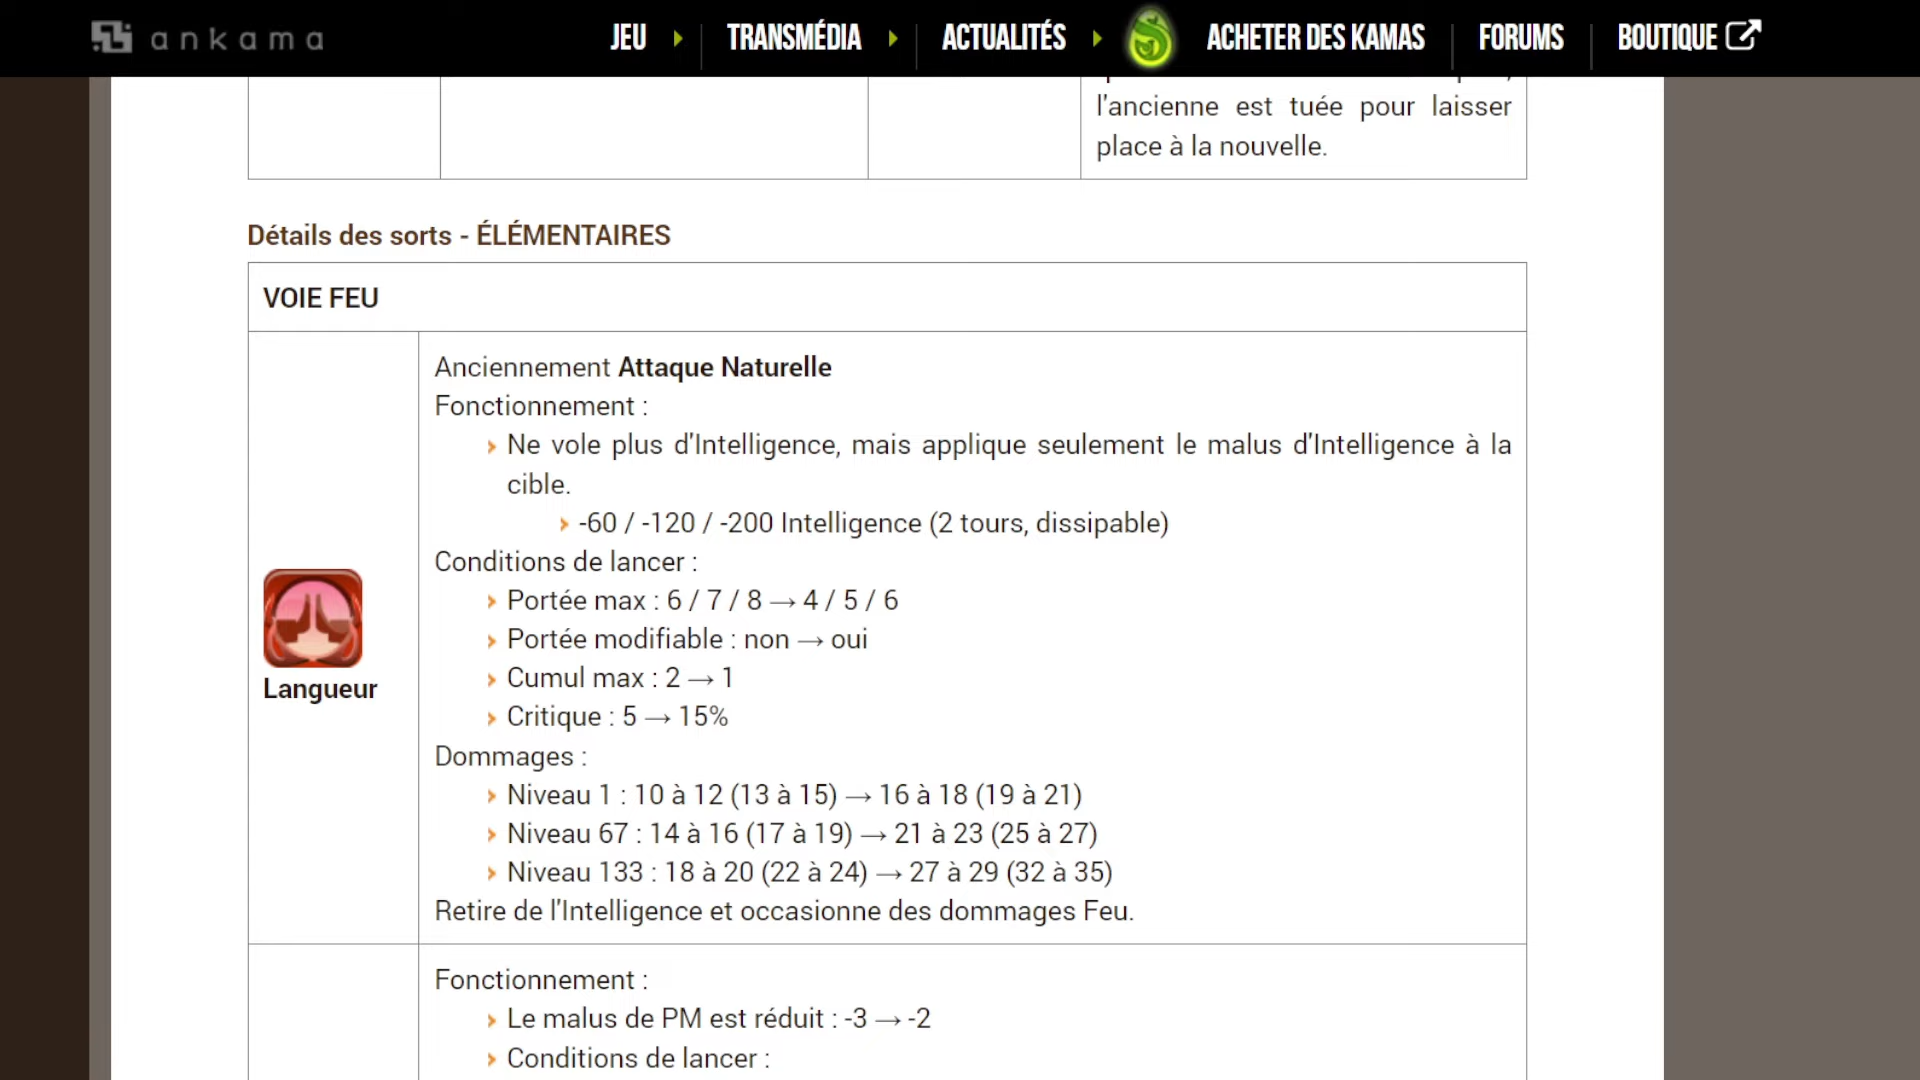 ankama
JEU
TRANSMÉDIA
ACTUALITÉS
ACHETER DES KAMAS
FORUMS
BOUTIQUE
l'ancienne est tuée pour laisser
place à la nouvelle.
Détails des sorts - ÉLÉMENTAIRES
VOIE FEU
Langueur
Anciennement Attaque Naturelle
Fonctionnement :
Ne vole plus d'Intelligence, mais applique seulement le malus d'Intelligence à la
cible.
-60 / -120 / -200 Intelligence (2 tours, dissipable)
Conditions de lancer :
Portée max : 6 / 7 / 8 → 4 / 5 / 6
Portée modifiable : non → oui
Cumul max : 2 → 1
Critique : 5 → 15%
Dommages :
Niveau 1 : 10 à 12 (13 à 15) → 16 à 18 (19 à 21)
Niveau 67 : 14 à 16 (17 à 19) → 21 à 23 (25 à 27)
Niveau 133 : 18 à 20 (22 à 24) → 27 à 29 (32 à 35)
Retire de l'Intelligence et occasionne des dommages Feu.
Fonctionnement :
Le malus de PM est réduit : -3 → -2
Conditions de lancer :